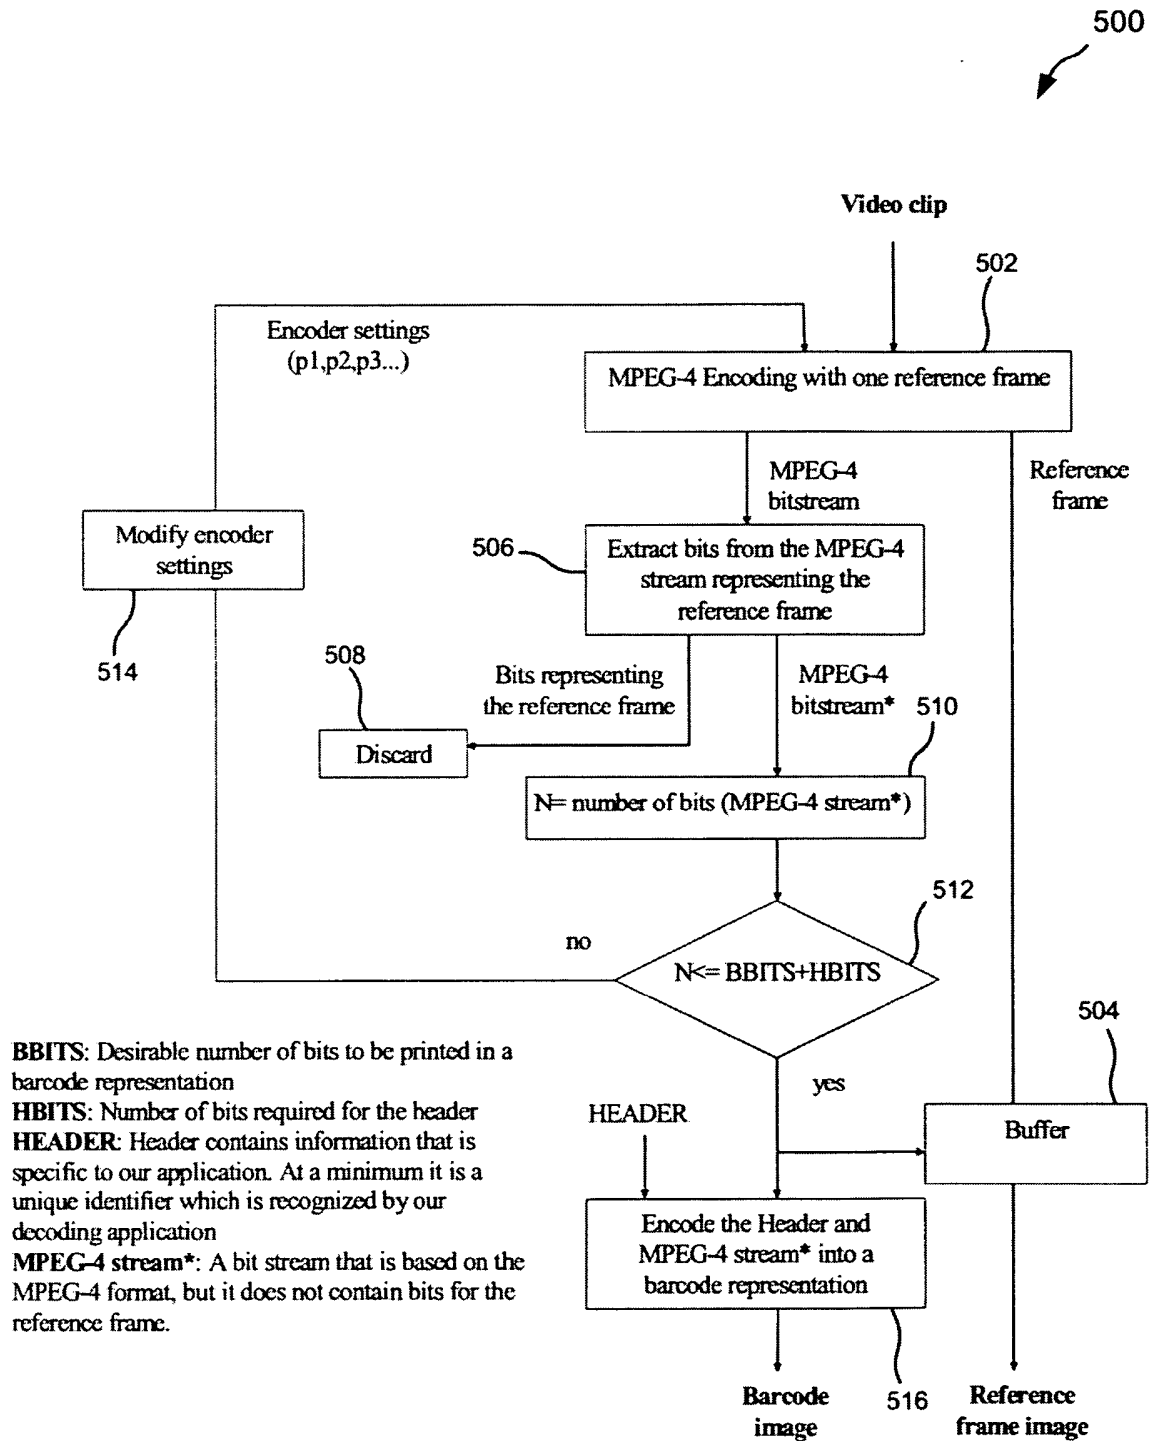 500
Video clip
502
Encoder settings
(p1,p2,p3...)
MPEG-4 Encoding with one reference frame
MPEG-4
bitstream
Reference
frame
Modify encoder
settings
514
506
Extract bits from the MPEG-4
stream representing the
reference frame
508
Bits representing
the reference frame
MPEG-4
bitstream*
510
Discard
N= number of bits (MPEG-4 stream*)
512
no
N<= BBITS+HBITS
504
yes
BBITS: Desirable number of bits to be printed in a
barcode representation
HBITS: Number of bits required for the header
HEADER: Header contains information that is
specific to our application. At a minimum it is a
unique identifier which is recognized by our
decoding application
MPEG-4 stream*: A bit stream that is based on the
MPEG-4 format, but it does not contain bits for the
reference frame.
HEADER
Buffer
Encode the Header and
MPEG-4 stream* into a
barcode representation
516
Barcode
image
Reference
frame image